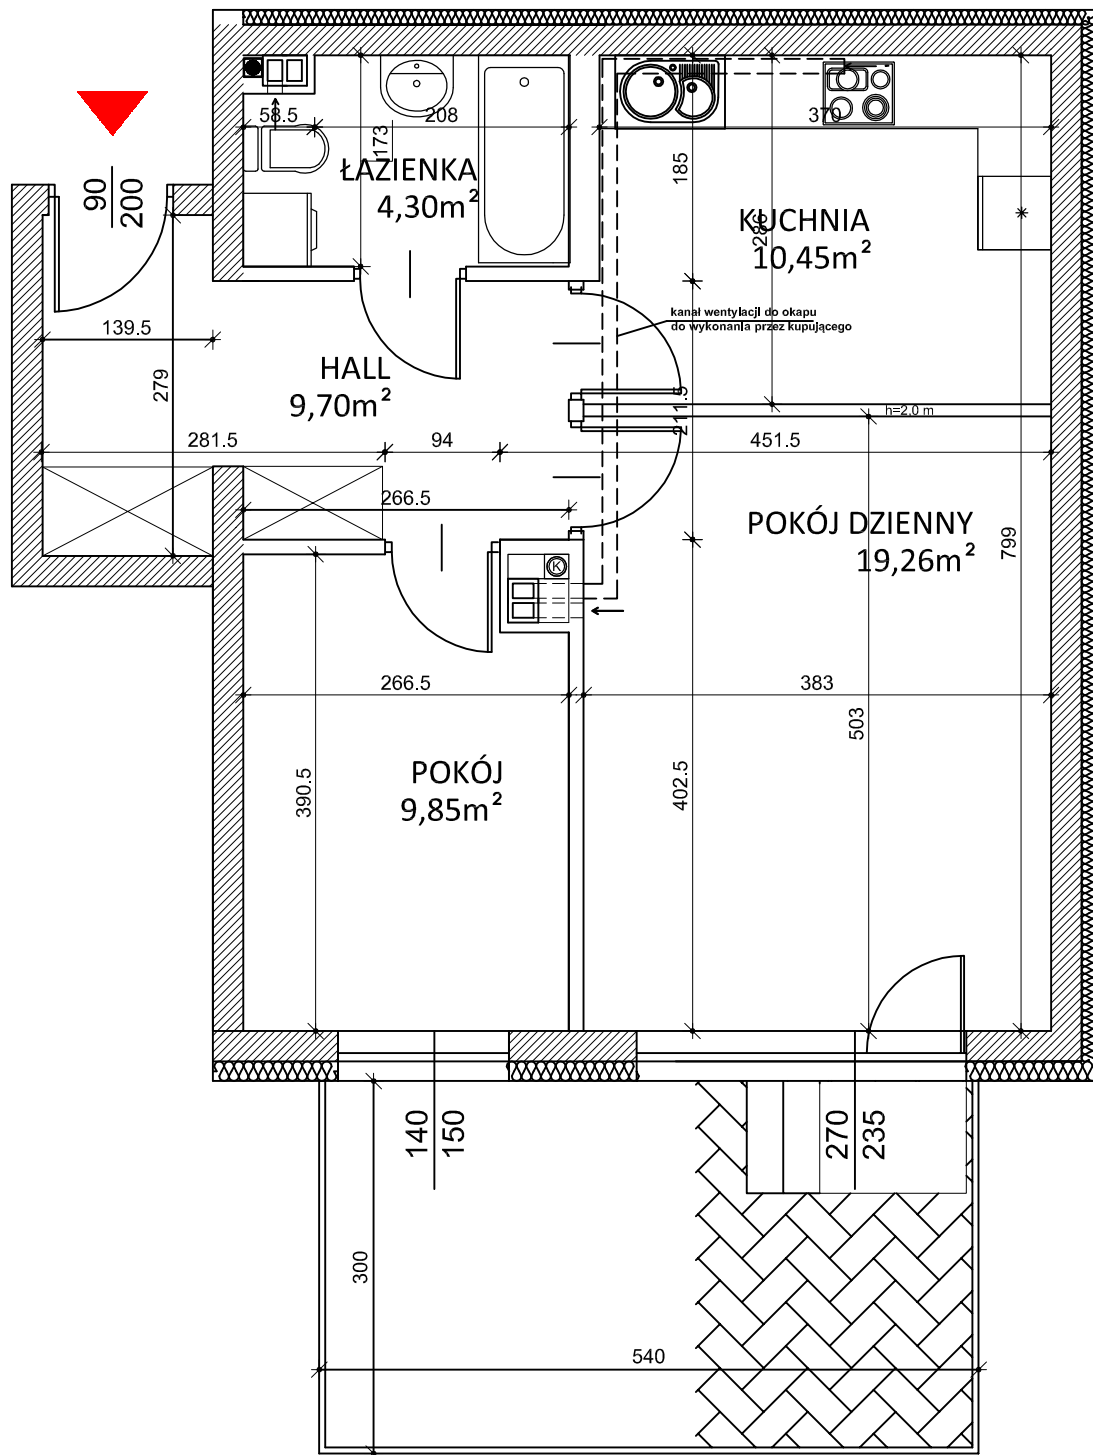 58.5
208
370
173
ŁAZIENKA
4,30m²
185
286
KUCHNIA
10,45m²
90
200
kanał wentylacji do okapu
do wykonania przez kupującego
139.5
279
HALL
9,70m²
211.5
h=2,0 m
281.5
94
451.5
266.5
POKÓJ DZIENNY
19,26m²
799
K
266.5
383
503
390.5
402.5
POKÓJ
9,85m²
140
150
270
235
300
540